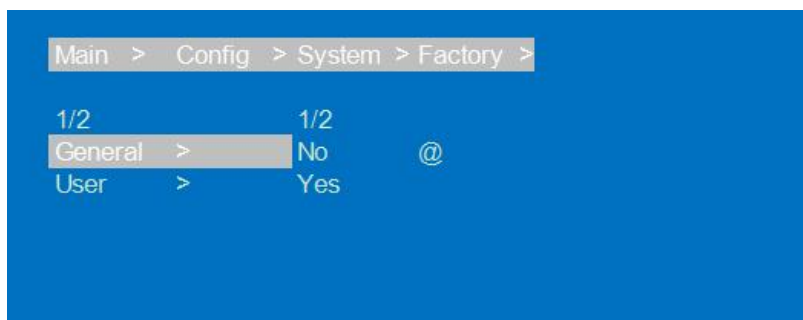 Main > Config > System > Factory >
1/2 1/2
General > No @
User > Yes